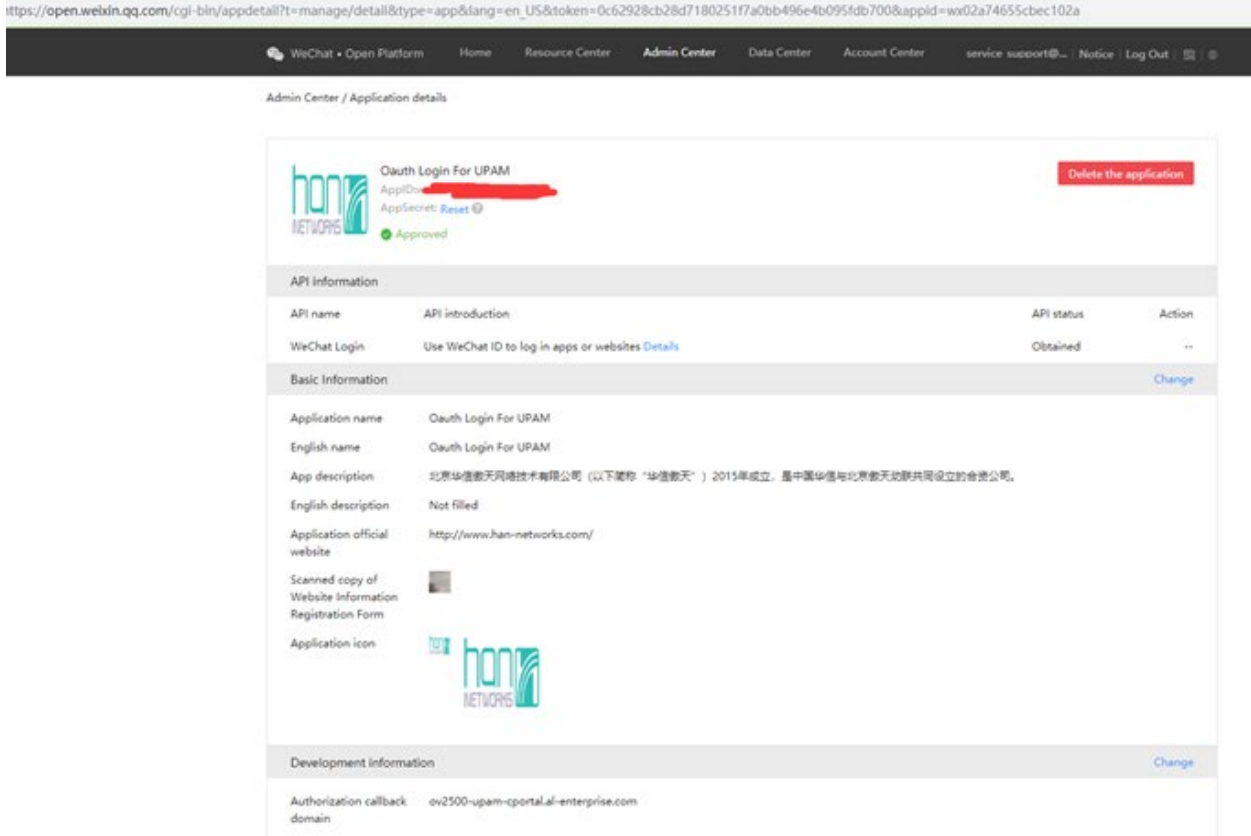 ttps://open.weixin.qq.com/cgi-bin/appdetail?t=manage/detail&type=app&lang=en_US&token=0c62928cb28d7180251f7a0bb496e4b095fdb700&appid=wx02a74655cbec102a
WeChat • Open Platform Home Resource Center Admin Center Data Center Account Center service support@... Notice Log Out
Admin Center / Application details
han NETWORKS
Oauth Login For UPAM
Delete the application
AppID:
AppSecret: Reset ?
Approved
API information
API name API introduction API status Action
WeChat Login Use WeChat ID to log in apps or websites Details Obtained --
Basic Information Change
Application name Oauth Login For UPAM
English name Oauth Login For UPAM
App description 北京华信傲天网络技术有限公司（以下简称“华信傲天”）2015年成立，是中国华信与北京傲天动联共同设立的合资公司。
English description Not filled
Application official website http://www.han-networks.com/
Scanned copy of
Website Information
Registration Form
Application icon
han NETWORKS
Development information Change
Authorization callback domain ov2500-upam-cportal.al-enterprise.com